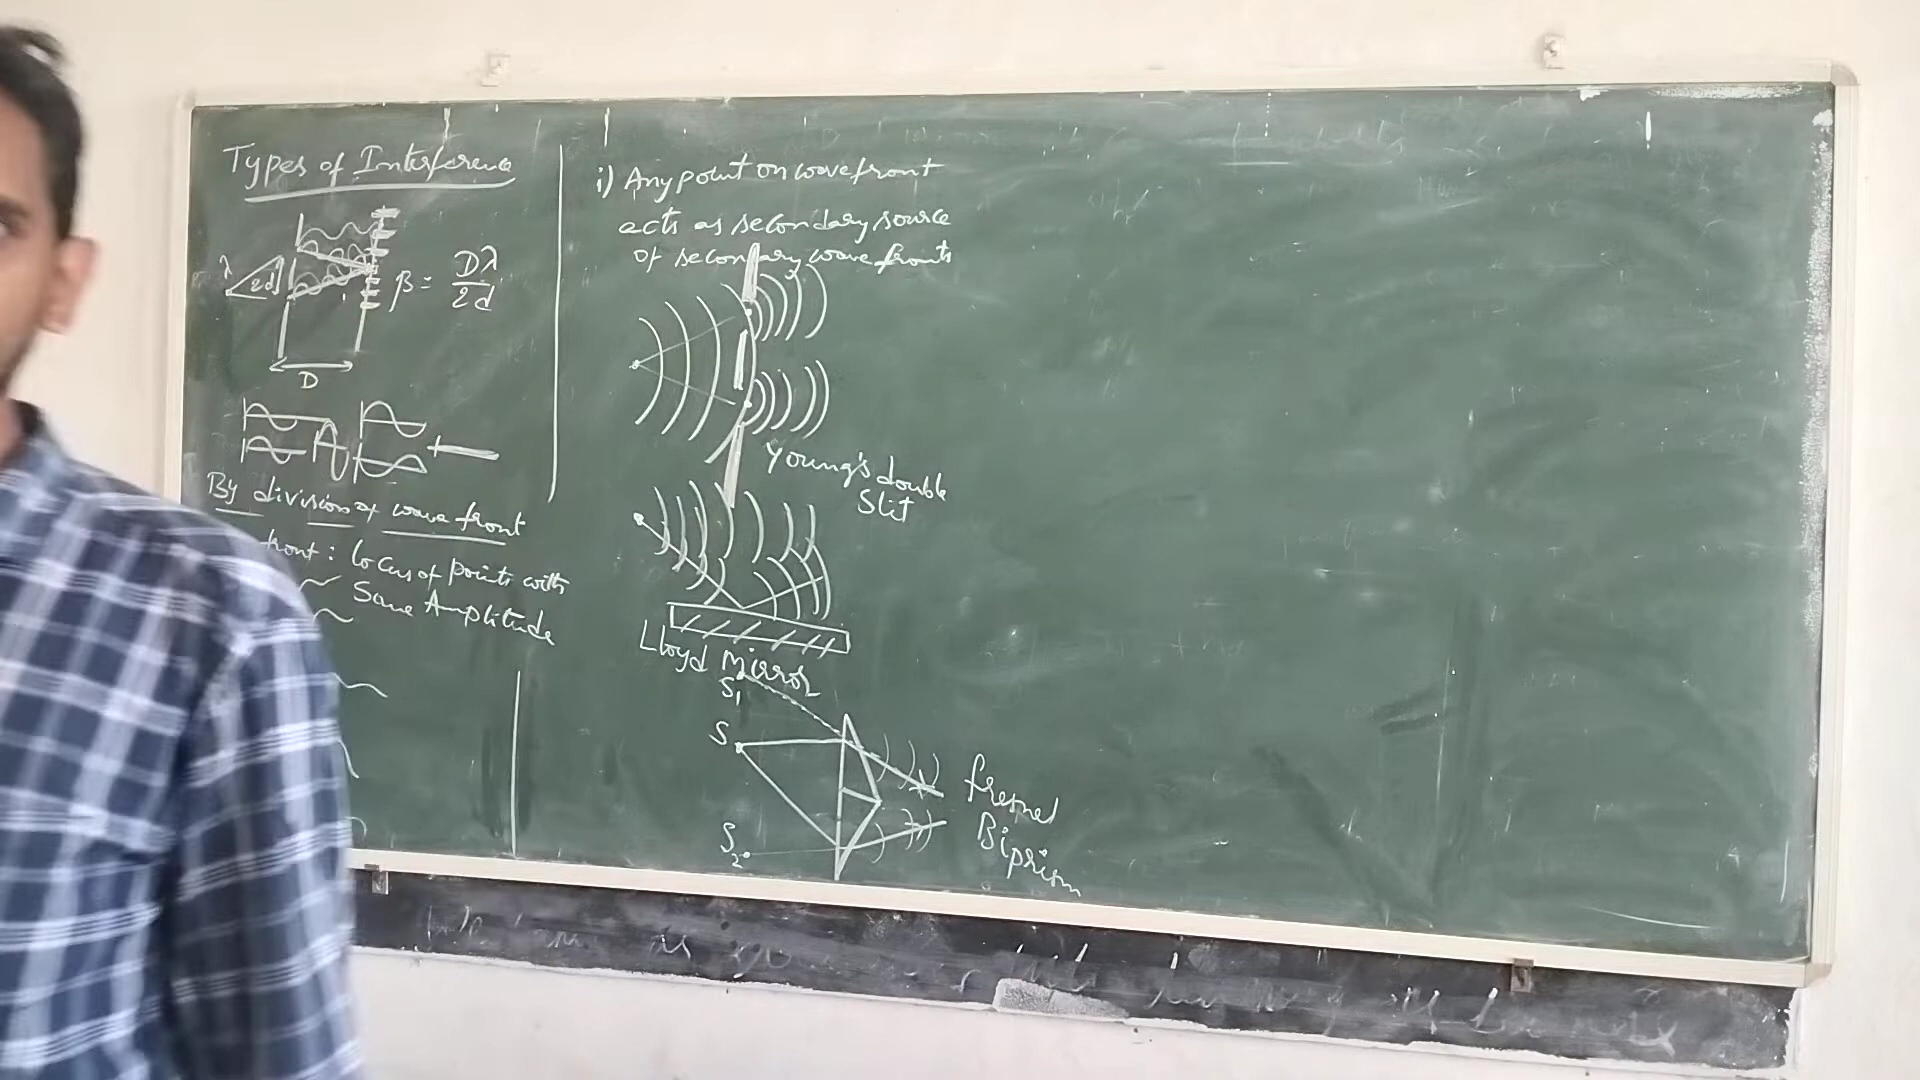 Types of Interference
λ
2d
β = Dλ / 2d
D
By division of wave front
front: locus of points with
Same Amplitude
i) Any point on wavefront
acts as secondary source
of secondary wavefronts
Young's double
Slit
Lloyd Mirror
S₁
S
S₂
fresnel
Biprism